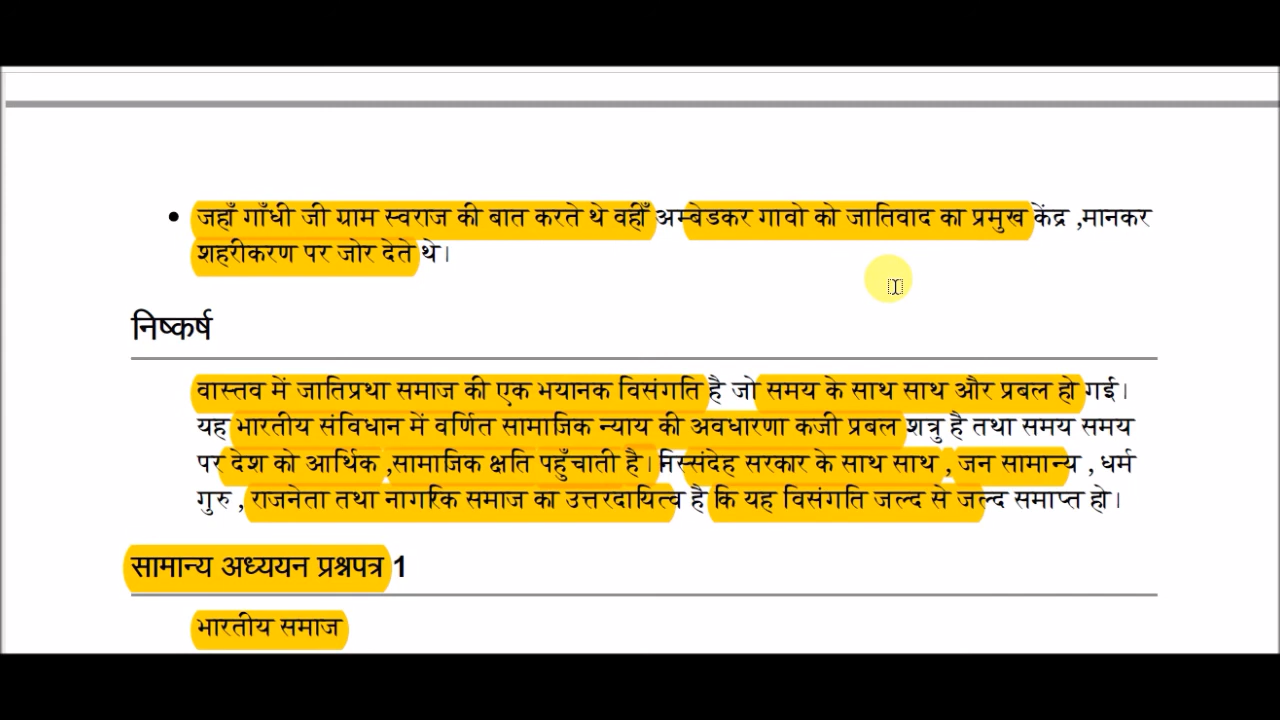 • जहाँ गाँधी जी ग्राम स्वराज की बात करते थे वहीँ अम्बेडकर गावो को जातिवाद का प्रमुख केंद्र ,मानकर
शहरीकरण पर जोर देते थे।
निष्कर्ष
वास्तव में जातिप्रथा समाज की एक भयानक विसंगति है जो समय के साथ साथ और प्रबल हो गई।
यह भारतीय संविधान में वर्णित सामाजिक न्याय की अवधारणा कजी प्रबल शत्रु है तथा समय समय
पर देश को आर्थिक ,सामाजिक क्षति पहुँचाती है। निस्संदेह सरकार के साथ साथ , जन सामान्य , धर्म
गुरु , राजनेता तथा नागरिक समाज का उत्तरदायित्व है कि यह विसंगति जल्द से जल्द समाप्त हो।
सामान्य अध्ययन प्रश्नपत्र 1
भारतीय समाज